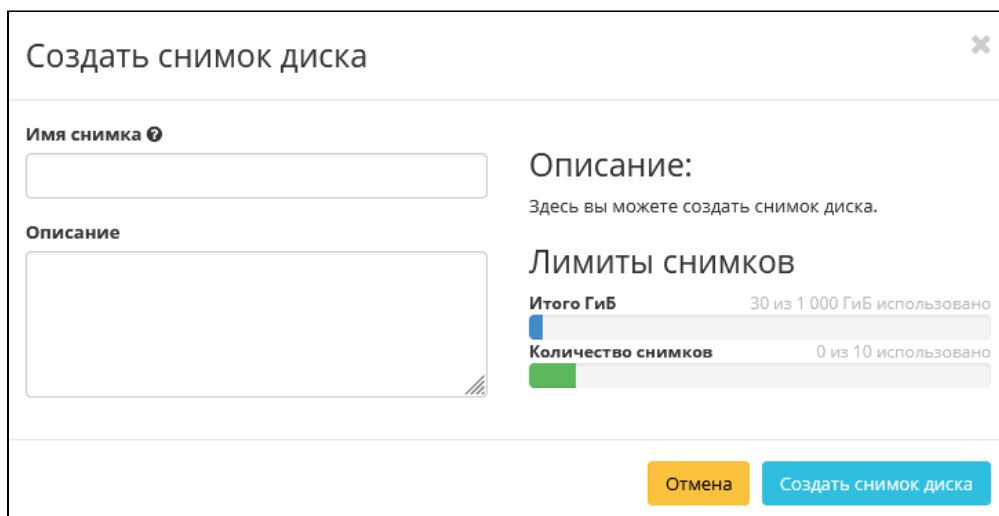 Создать снимок диска
Имя снимка
Описание
Описание:
Здесь вы можете создать снимок диска.
Лимиты снимков
Итого ГиБ 30 из 1 000 ГиБ использовано
Количество снимков 0 из 10 использовано
Отмена Создать снимок диска